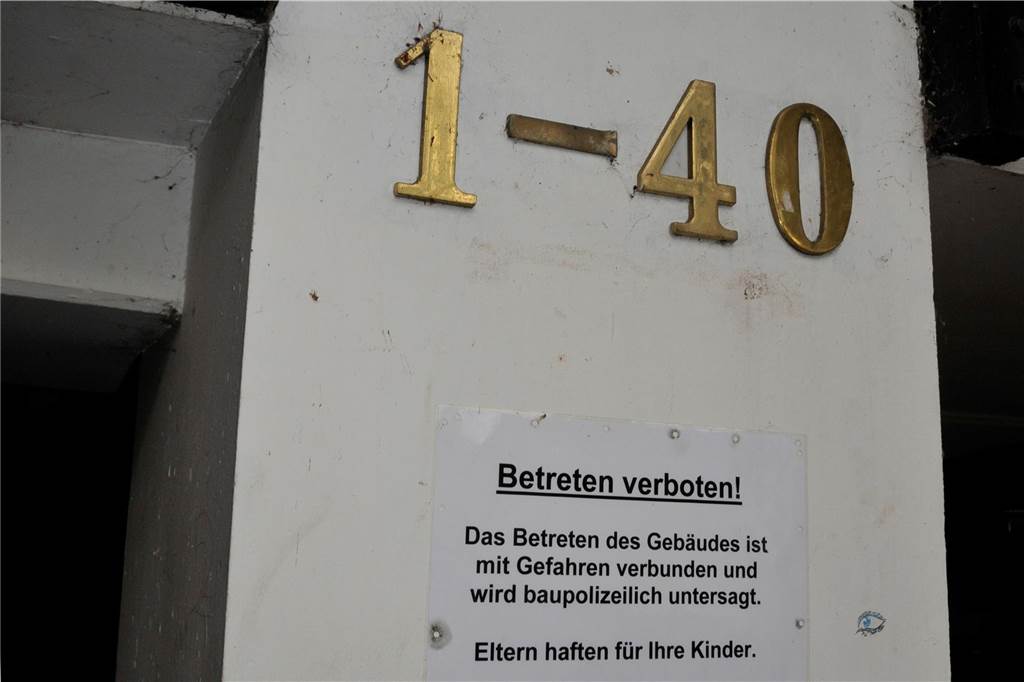 1-40
Betreten verboten!
Das Betreten des Gebäudes ist
mit Gefahren verbunden und
wird baupolizeilich untersagt.
Eltern haften für Ihre Kinder.